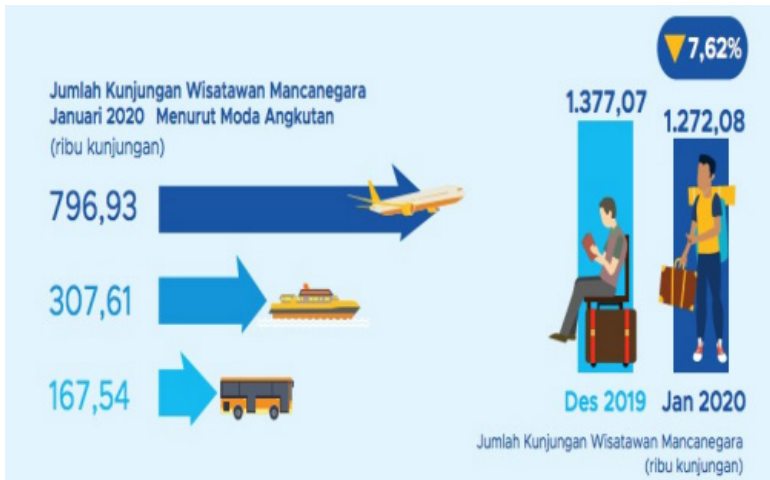 Jumlah Kunjungan Wisatawan Mancanegara
Januari 2020 Menurut Moda Angkutan
(ribu kunjungan)
796,93
307,61
167,54
7,62%
1.377,07
1.272,08
Des 2019
Jan 2020
Jumlah Kunjungan Wisatawan Mancanegara
(ribu kunjungan)